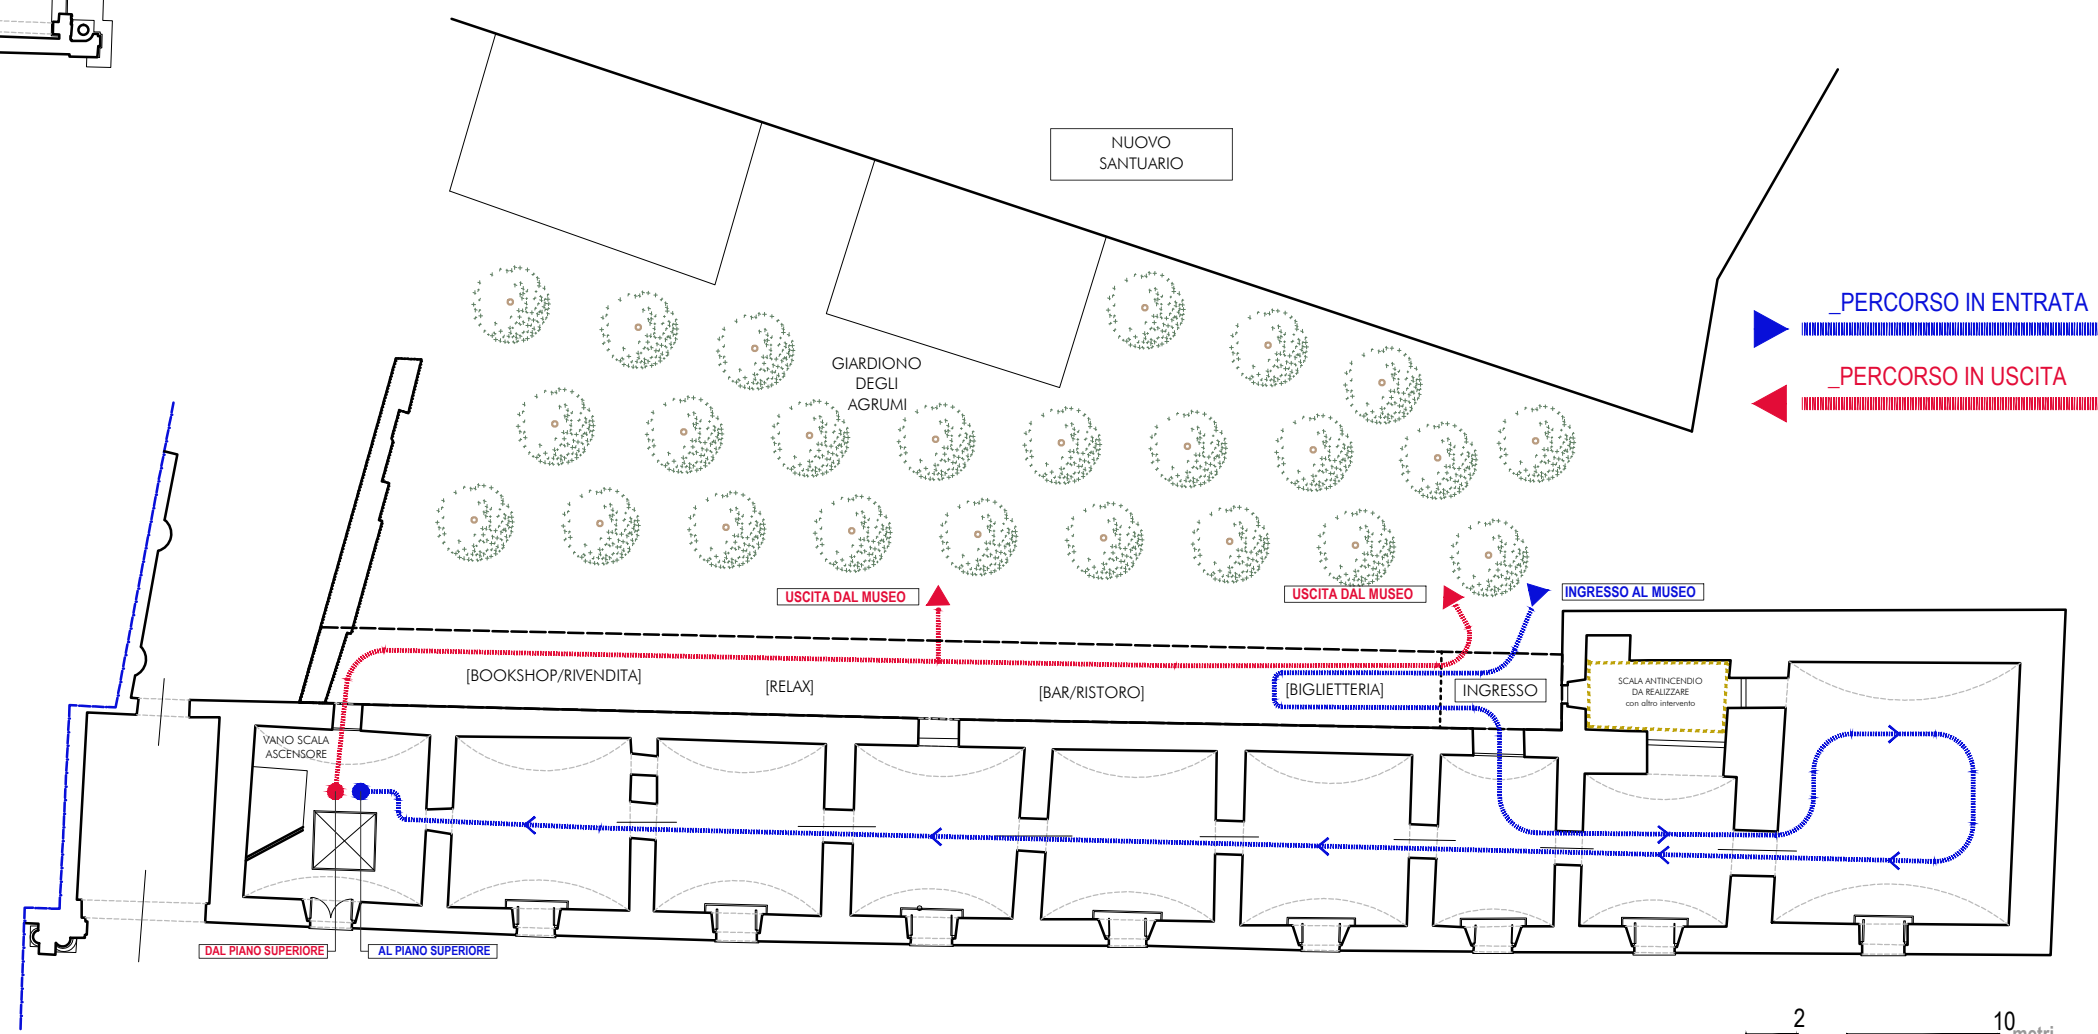 NUOVO
SANTUARIO
_PERCORSO IN ENTRATA
_PERCORSO IN USCITA
GIARDIONO
DEGLI
AGRUMI
USCITA DAL MUSEO
USCITA DAL MUSEO
INGRESSO AL MUSEO
[BOOKSHOP/RIVENDITA]
[RELAX]
[BAR/RISTORO]
[BIGLIETTERIA]
INGRESSO
SCALA ANTINCENDIO
DA REALIZZARE
con altro intervento
VANO SCALA
ASCENSORE
DAL PIANO SUPERIORE
AL PIANO SUPERIORE
2
10
metri